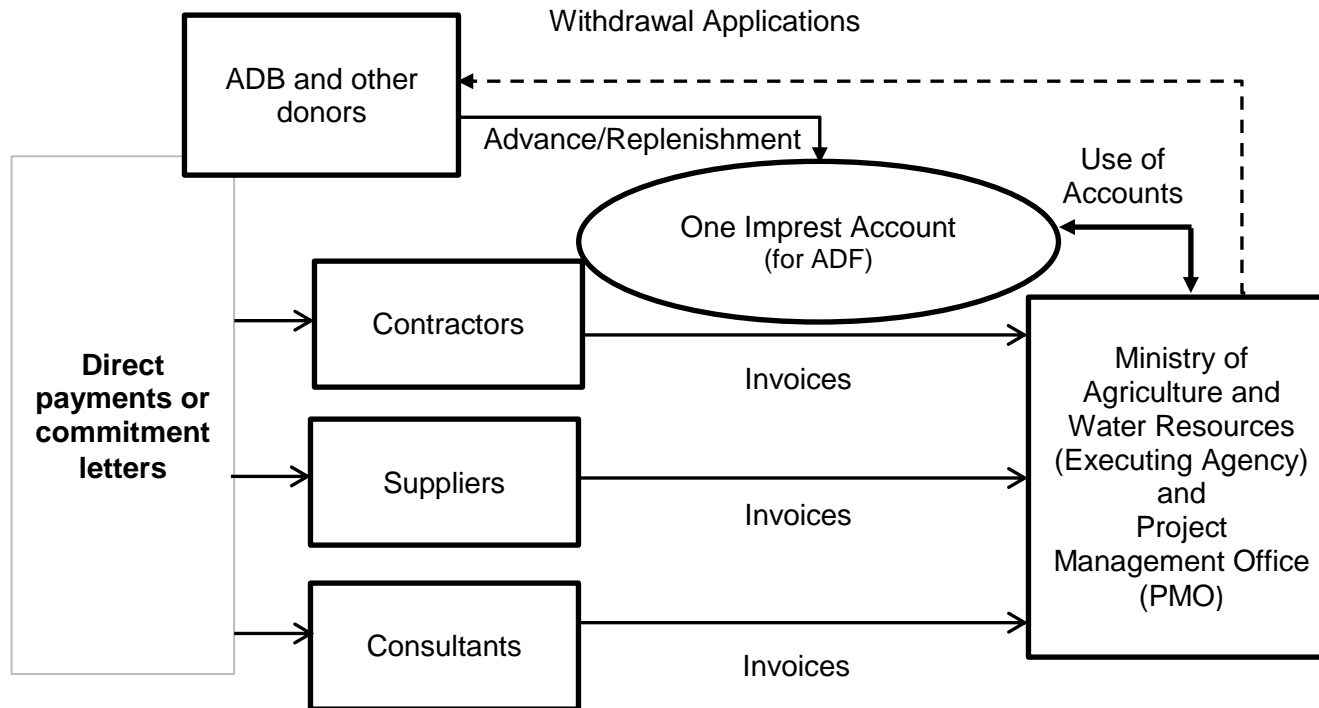 Withdrawal Applications
ADB and other
donors
Advance/Replenishment
Use of
Accounts
One Imprest Account
(for ADF)
Contractors
Invoices
Direct
payments or
commitment
letters
Suppliers
Invoices
Consultants
Invoices
Ministry of
Agriculture and
Water Resources
(Executing Agency)
and
Project
Management Office
(PMO)